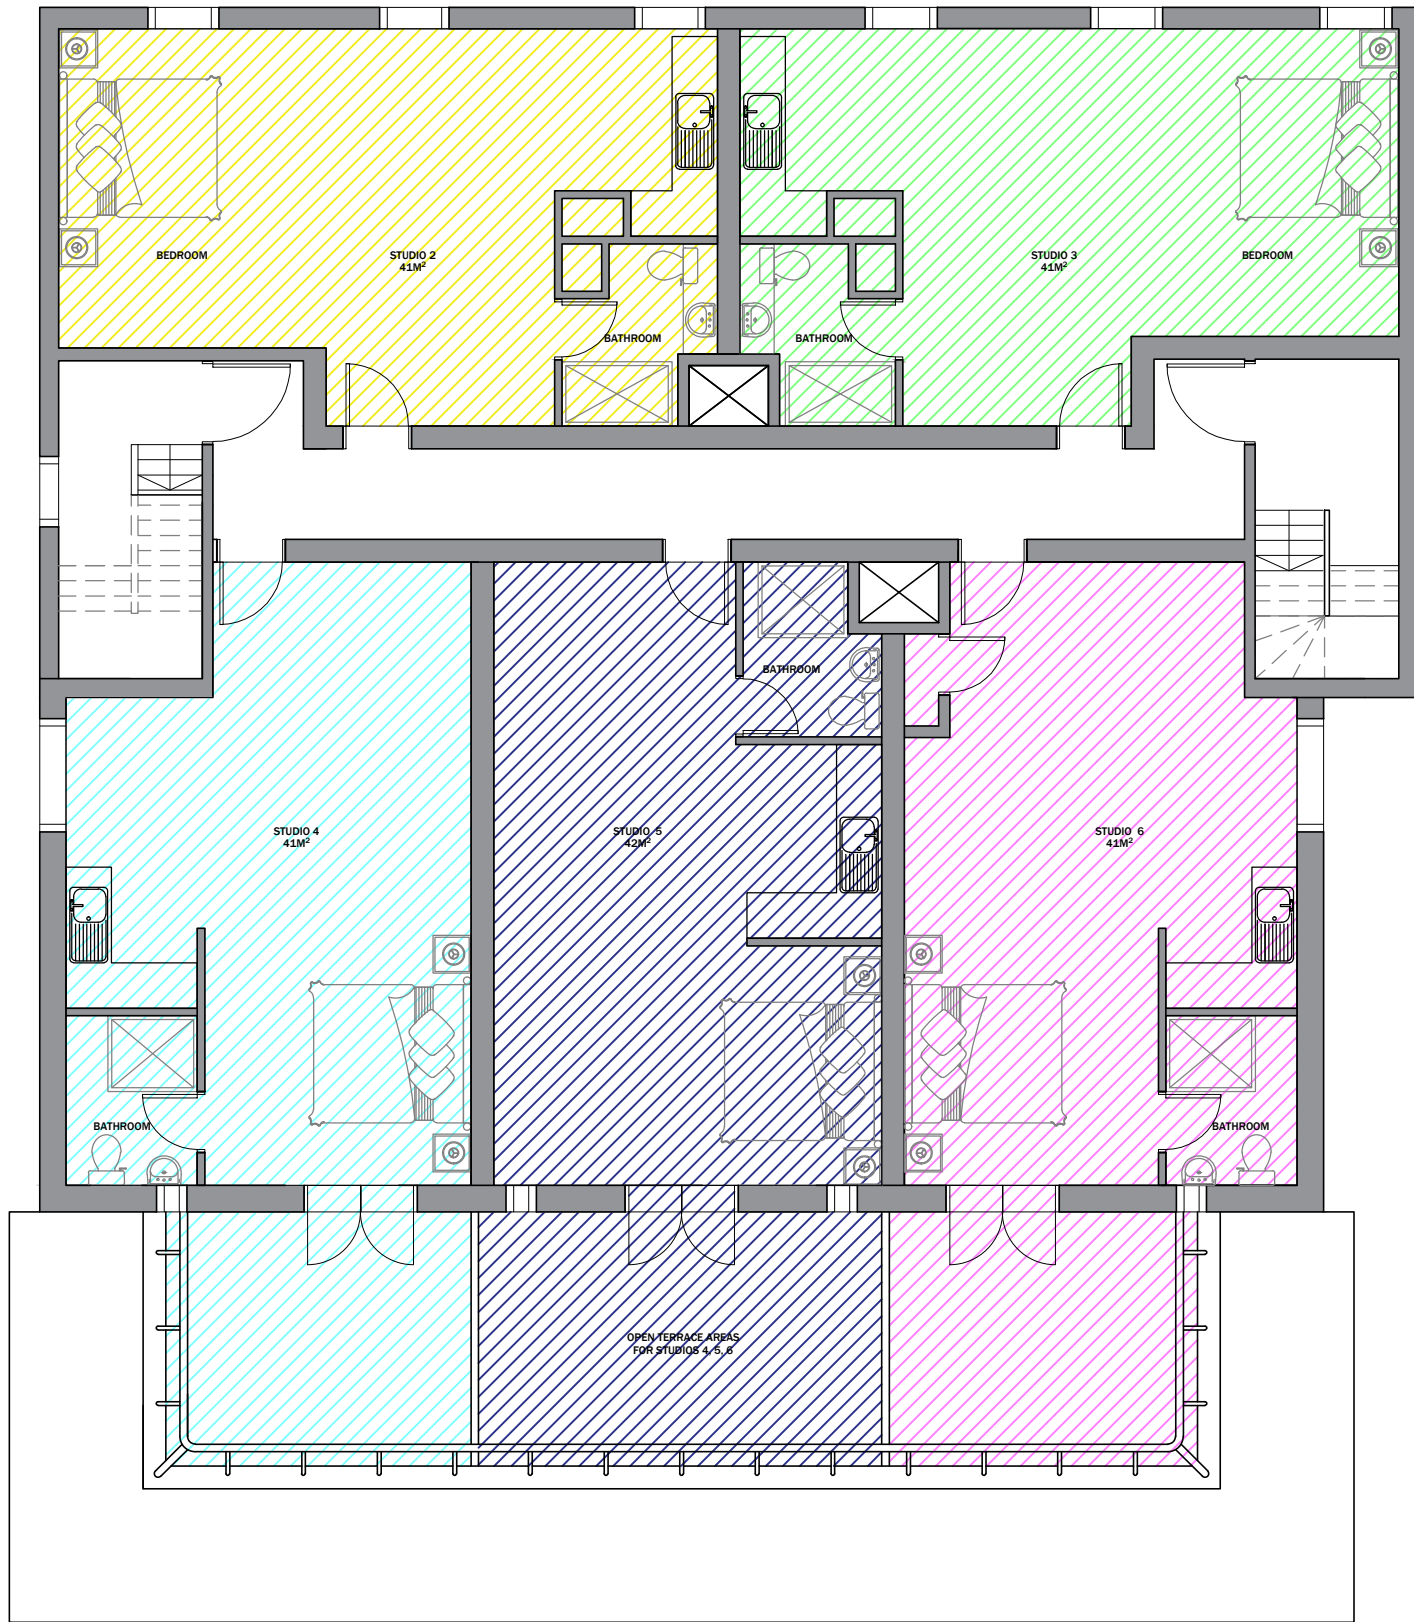 BEDROOM
STUDIO 2
41M²
STUDIO 3
41M²
BEDROOM
BATHROOM
BATHROOM
BATHROOM
STUDIO 4
41M²
STUDIO 5
42M²
STUDIO 6
41M²
BATHROOM
BATHROOM
OPEN TERRACE AREAS
FOR STUDIOS 4, 5, 6